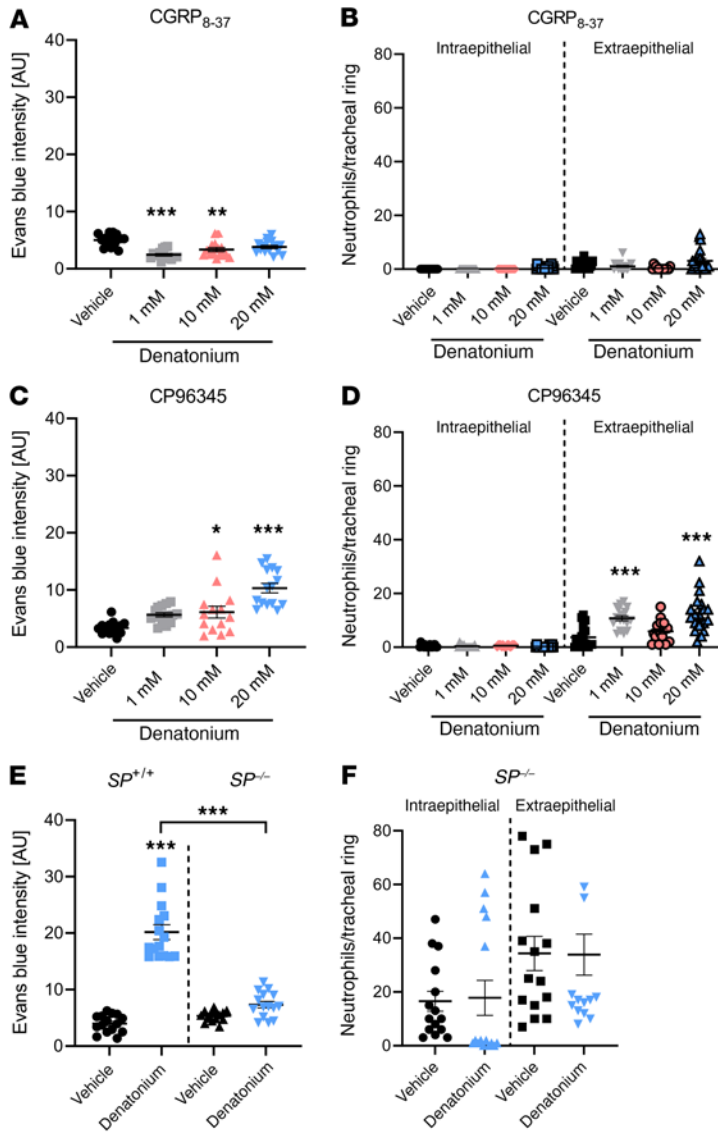 A
CGRP8-37
Evans blue intensity [AU]
40
30
20
10
0
***
**
Vehicle
1 mM
10 mM
20 mM
Denatonium
B
CGRP8-37
Neutrophils/tracheal ring
80
60
40
20
0
Intraepithelial
Extraepithelial
Vehicle
1 mM
10 mM
20 mM
Vehicle
1 mM
10 mM
20 mM
Denatonium
Denatonium
C
CP96345
Evans blue intensity [AU]
40
30
20
10
0
*
***
Vehicle
1 mM
10 mM
20 mM
Denatonium
D
CP96345
Neutrophils/tracheal ring
80
60
40
20
0
Intraepithelial
Extraepithelial
***
***
Vehicle
1 mM
10 mM
20 mM
Vehicle
1 mM
10 mM
20 mM
Denatonium
Denatonium
E
SP+/+
SP-/-
Evans blue intensity [AU]
40
30
20
10
0
***
***
Vehicle
Denatonium
Vehicle
Denatonium
F
SP-/-
Neutrophils/tracheal ring
80
60
40
20
0
Intraepithelial
Extraepithelial
Vehicle
Denatonium
Vehicle
Denatonium